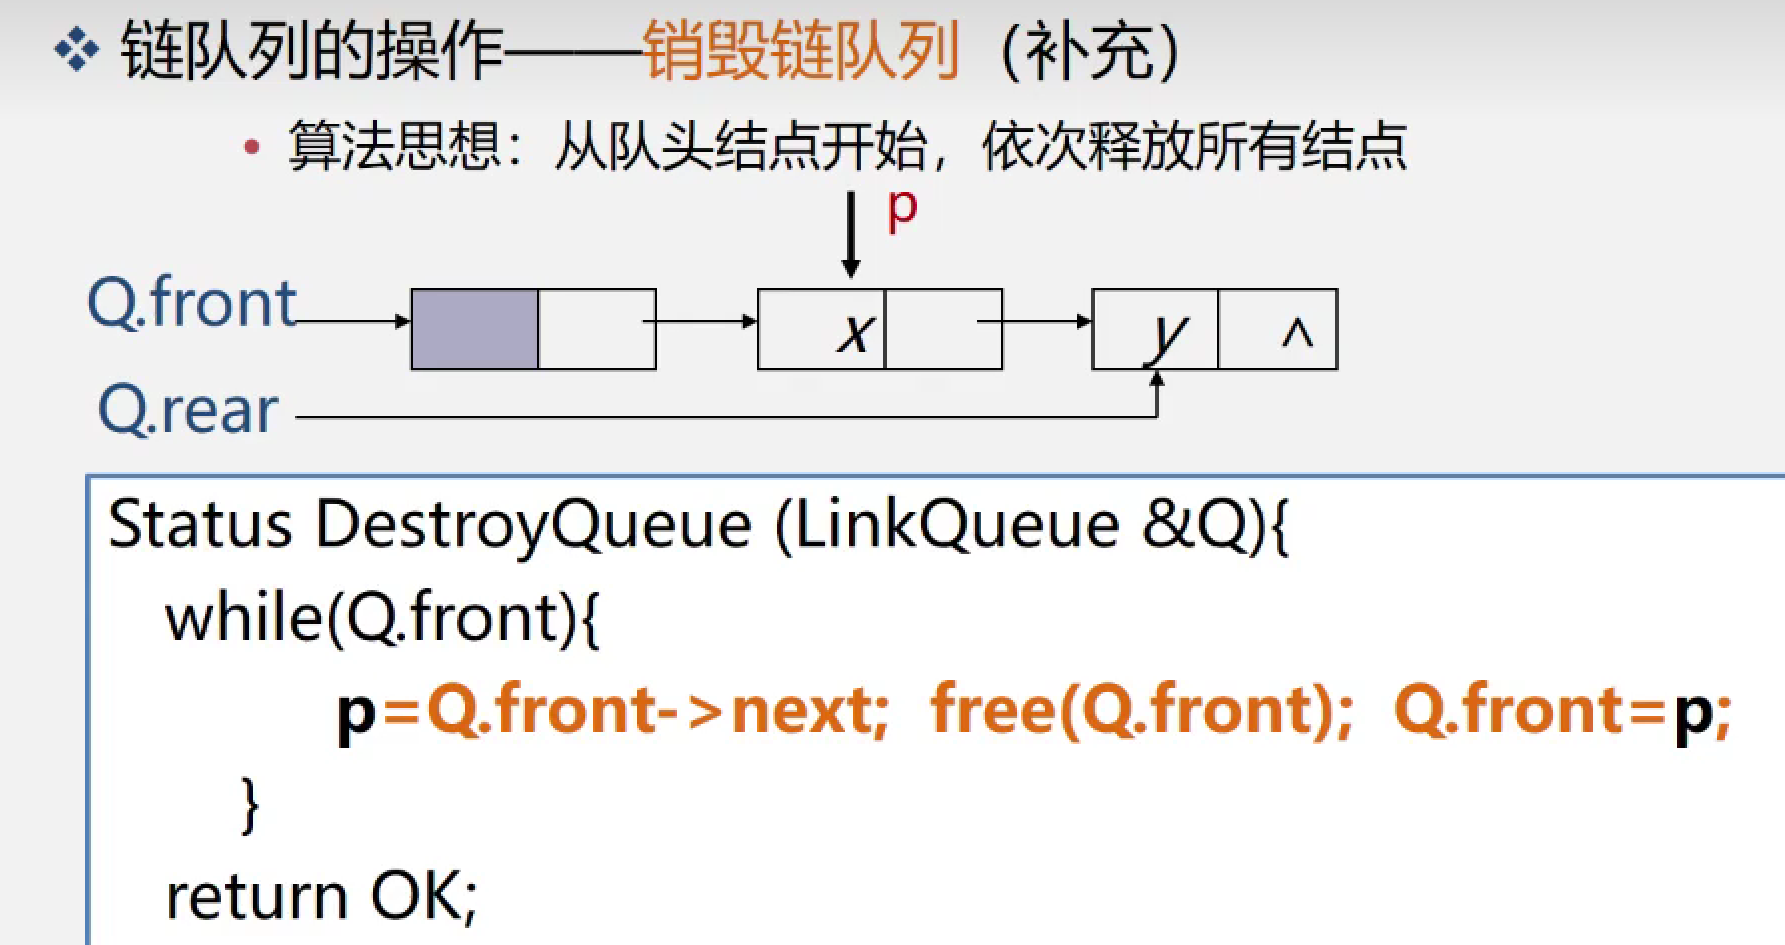 链队列的操作——销毁链队列（补充）
• 算法思想：从队头结点开始，依次释放所有结点
p
Q.front
x
y ^
Q.rear
Status DestroyQueue (LinkQueue &Q){
while(Q.front){
p=Q.front->next; free(Q.front); Q.front=p;
}
return OK;